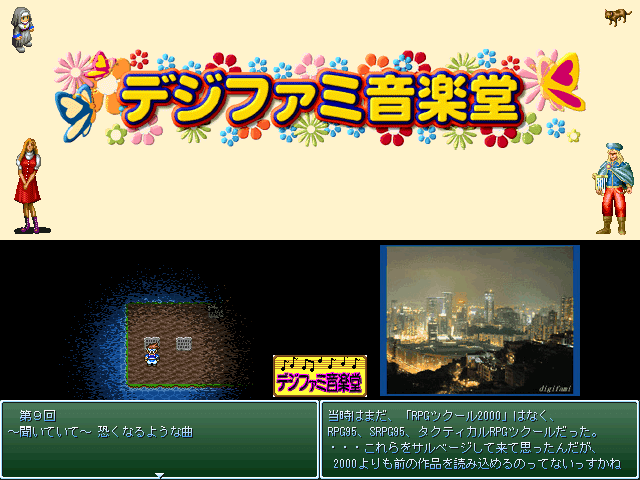 デジファミ音楽堂
デジファミ音楽堂
digifami
第９回
～聞いていて～ 恐くなるような曲
当時はまだ、「RPGツクール2000」はなく、
RPG95、SRPG95、タクティカルRPGツクールだった。
・・・これらをサルベージして来て思ったんだが、
2000よりも前の作品を読み込めるのってないっすかね